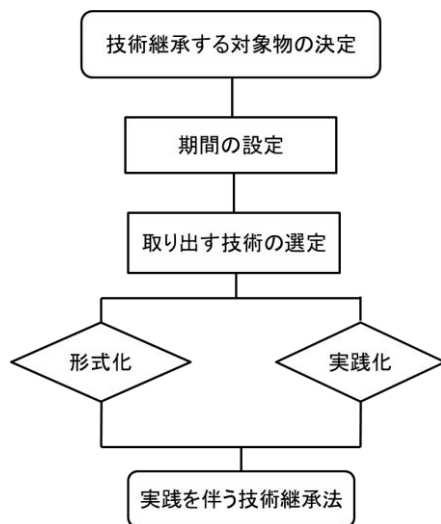 技術継承する対象物の決定
期間の設定
取り出す技術の選定
形式化
実践化
実践を伴う技術継承法